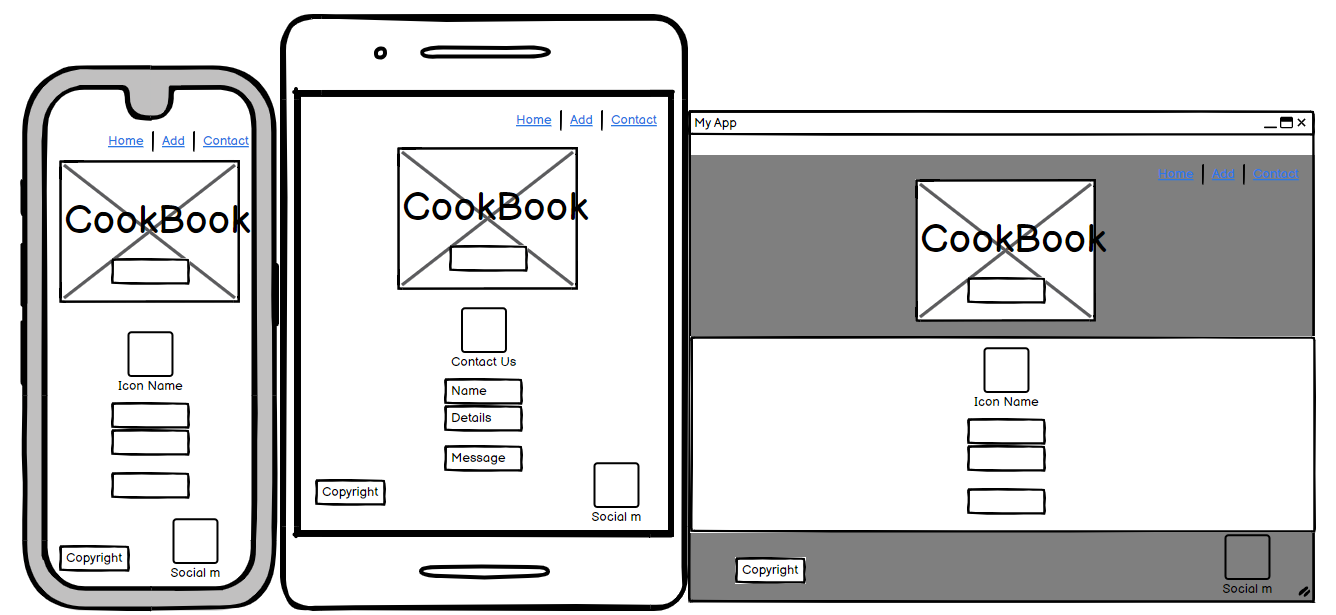 Home | Add | Contact
CookBook
Icon Name
Copyright
Social m
Home | Add | Contact
CookBook
Contact Us
Name
Details
Message
Copyright
Social m
My App
Home | Add | Contact
CookBook
Icon Name
Copyright
Social m